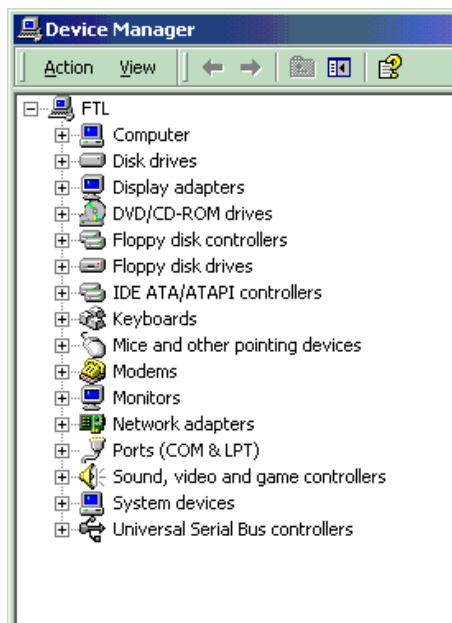 Device Manager
Action View
FTL
Computer
Disk drives
Display adapters
DVD/CD-ROM drives
Floppy disk controllers
Floppy disk drives
IDE ATA/ATAPI controllers
Keyboards
Mice and other pointing devices
Modems
Monitors
Network adapters
Ports (COM & LPT)
Sound, video and game controllers
System devices
Universal Serial Bus controllers